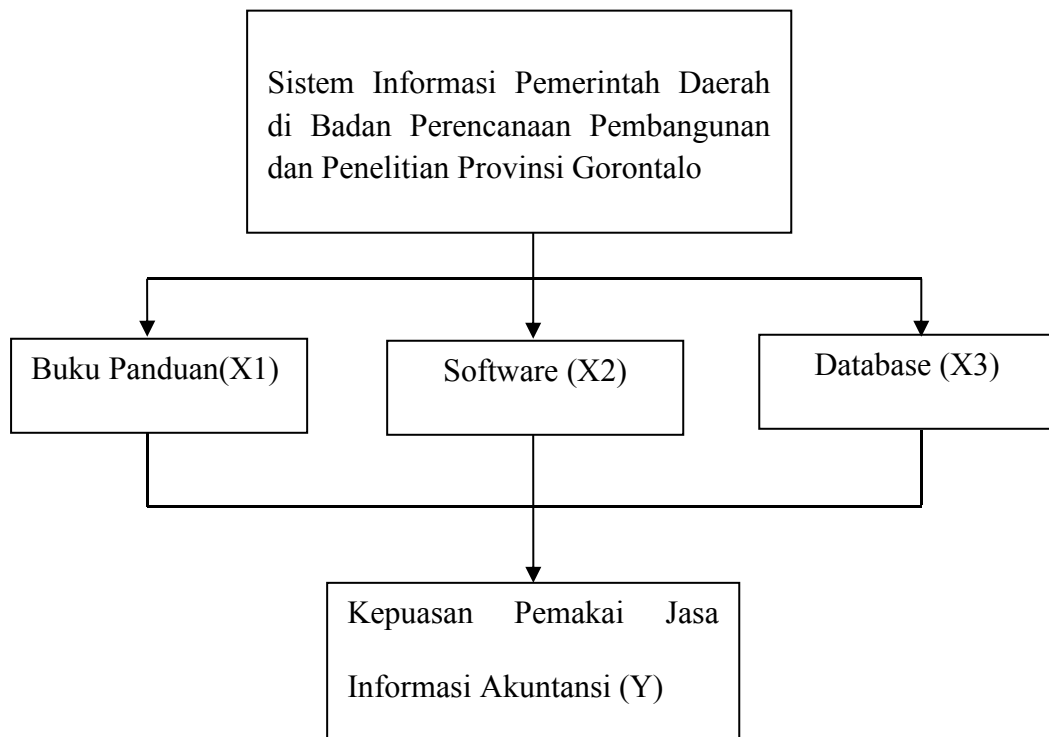 Sistem Informasi Pemerintah Daerah
di Badan Perencanaan Pembangunan
dan Penelitian Provinsi Gorontalo
Buku Panduan(X1)
Software (X2)
Database (X3)
Kepuasan Pemakai Jasa
Informasi Akuntansi (Y)